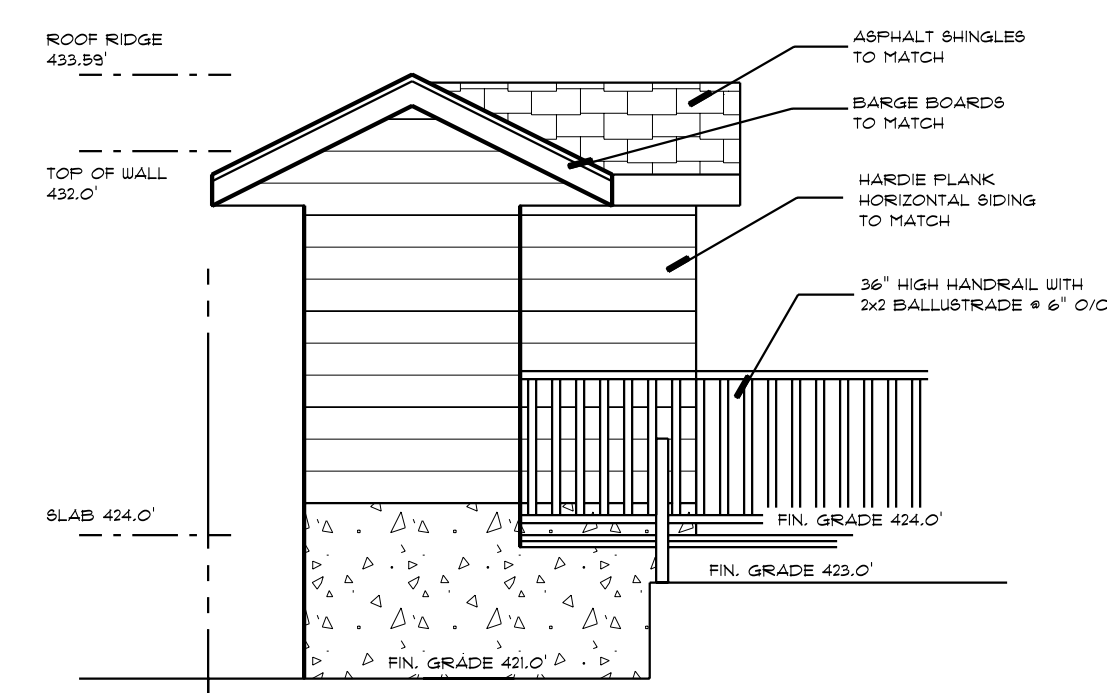 ROOF RIDGE
433.59'
TOP OF WALL
432.0'
SLAB 424.0'
ASPHALT SHINGLES
TO MATCH
BARGE BOARDS
TO MATCH
HARDIE PLANK
HORIZONTAL SIDING
TO MATCH
36" HIGH HANDRAIL WITH
2x2 BALLUSTRADE @ 6" O/C
FIN. GRADE 424.0'
FIN. GRADE 423.0'
FIN. GRADE 421.0'